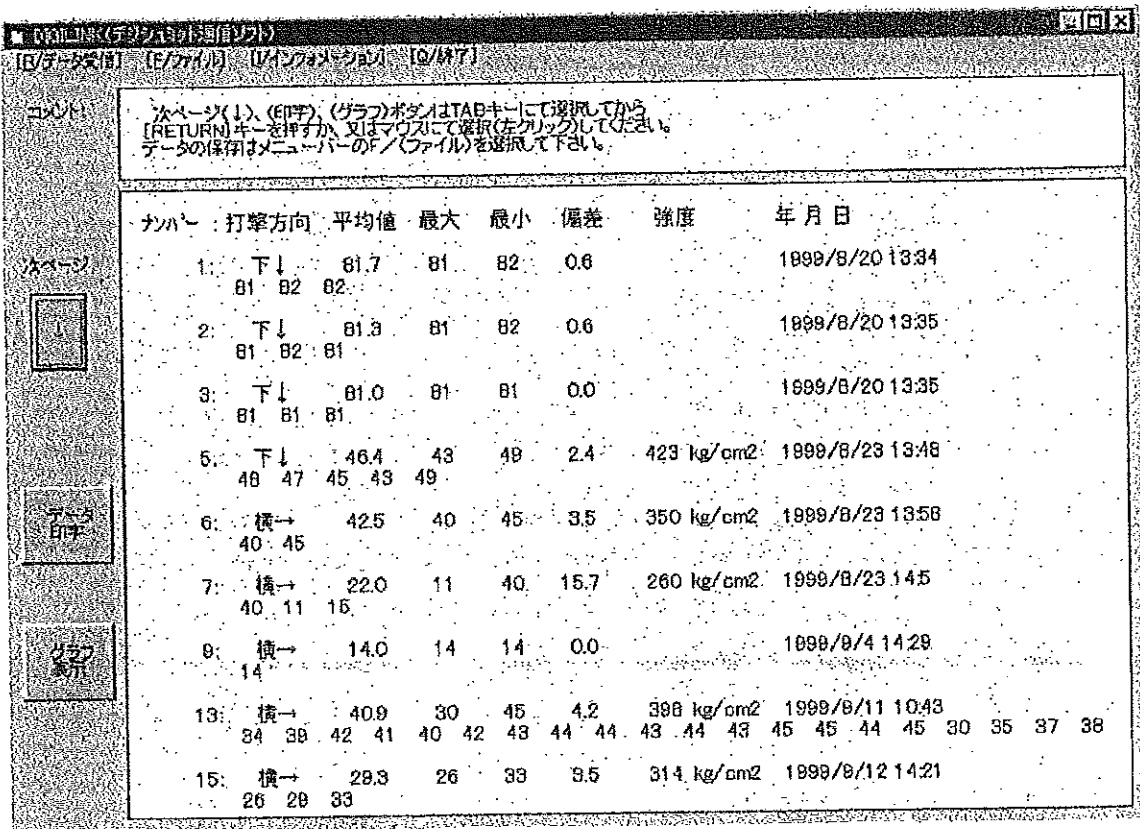 通信ソフト)
[R/データ受信] [F/ファイル] [I/インフォメーション] [Q/終了]
コメント!
次ページ(↓)、(印字)、(グラフ)ボタンはTABキーにて選択してから
[RETURN]キーを押すか、又はマウスにて選択(左クリック)してください。
データの保存はメニューバーのF/(ファイル)を選択して下さい。
ナンバー : 打撃方向 平均値 最大 最小 偏差 強度 年月日
次ページ
↓
1: 下↓ 81.7 81 82 0.6 1999/8/20 13:34
81 82 82
2: 下↓ 81.3 81 82 0.6 1999/8/20 13:35
81 82 81
3: 下↓ 81.0 81 81 0.0 1999/8/20 13:35
81 81 81
5: 下↓ 46.4 43 49 2.4 423 kg/cm2 1999/8/23 13:48
48 47 45 43 49
データ
印字
6: 横→ 42.5 40 45 3.5 350 kg/cm2 1999/8/23 13:58
40 45
7: 横→ 22.0 11 40 15.7 260 kg/cm2 1999/8/23 14:5
40 11 15
グラフ
表示
9: 横→ 14.0 14 14 0.0 1999/9/4 14:29
14
13: 横→ 40.9 30 45 4.2 398 kg/cm2 1999/9/11 10:43
34 39 42 41 40 42 43 44 44 43 44 43 45 45 44 45 30 35 37 38
15: 横→ 29.3 26 33 3.5 314 kg/cm2 1999/9/12 14:21
26 29 33